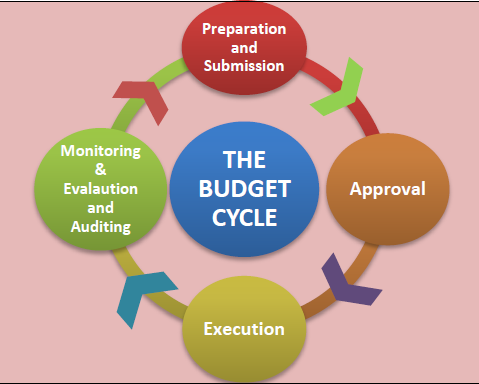 Preparation
and
Submission
Monitoring
&
Evalaution
and
Auditing
THE
BUDGET
CYCLE
Approval
Execution